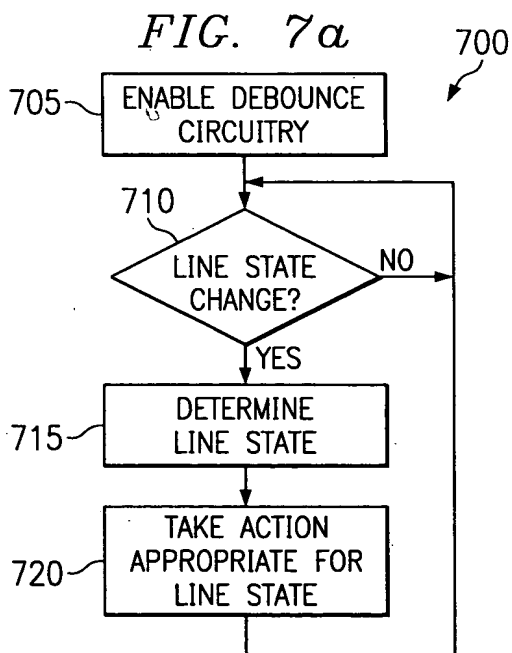 FIG. 7a
700
705
ENABLE DEBOUNCE
CIRCUITRY
710
LINE STATE
CHANGE?
NO
YES
715
DETERMINE
LINE STATE
720
TAKE ACTION
APPROPRIATE FOR
LINE STATE